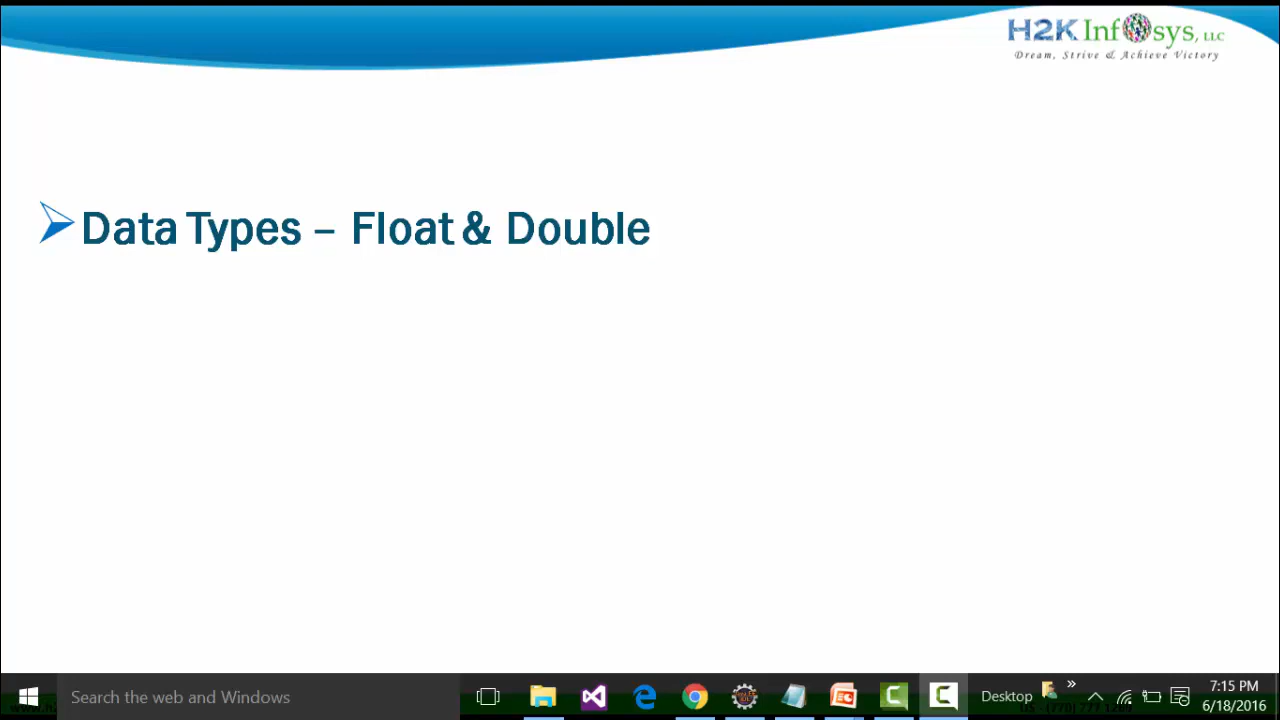 H2K Infosys, LLC
Dream, Strive & Achieve Victory
Data Types – Float & Double
Search the web and Windows
Desktop
7:15 PM
6/18/2016